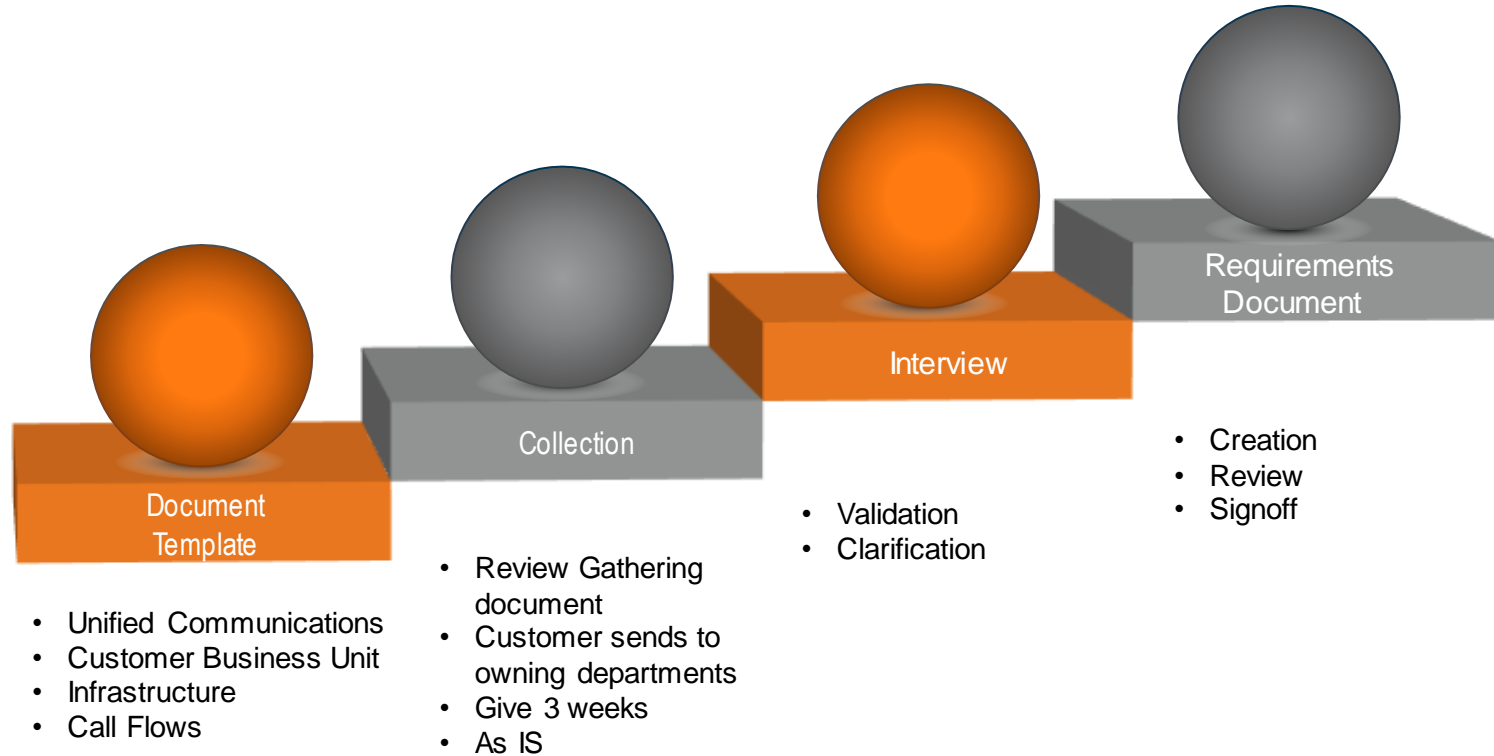 Document
Template
• Unified Communications
• Customer Business Unit
• Infrastructure
• Call Flows
Collection
• Review Gathering
document
• Customer sends to
owning departments
• Give 3 weeks
• As IS
Interview
• Validation
• Clarification
Requirements
Document
• Creation
• Review
• Signoff